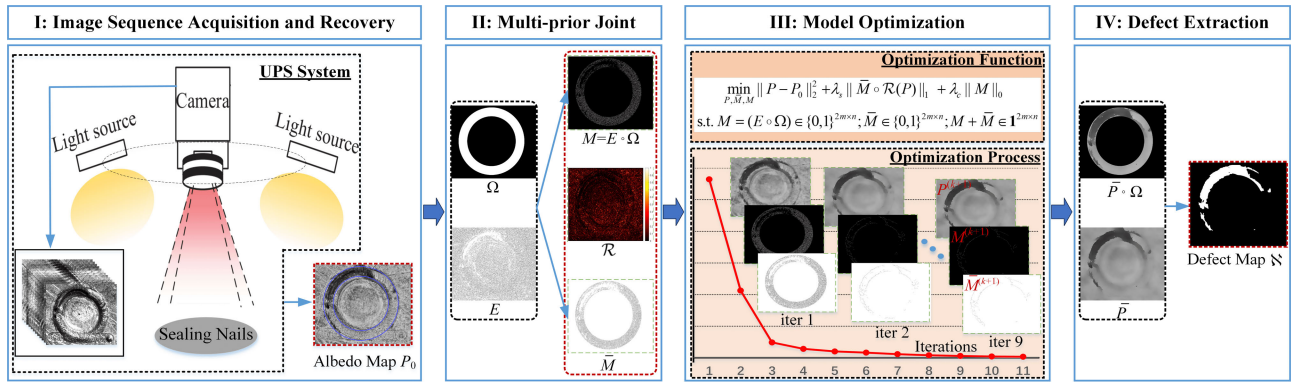 I: Image Sequence Acquisition and Recovery
UPS System
Camera
Light source
Light source
Sealing Nails
Albedo Map P₀
II: Multi-prior Joint
Ω
E
M=E∘Ω
ℛ
M̄
III: Model Optimization
Optimization Function
min_{P,M̄,M} ‖ P − P₀ ‖₂² + λₛ ‖ M̄ ∘ ℛ(P) ‖₁ + λ_c ‖ M ‖₀
s.t. M = (E∘Ω) ∈ {0,1}^{2m×n}; M̄ ∈ {0,1}^{2m×n}; M + M̄ ∈ 1^{2m×n}
Optimization Process
P^{(k+1)}
M^{(k+1)}
M̄^{(k+1)}
iter 1
iter 2
iter 9
Iterations
1 2 3 4 5 6 7 8 9 10 11
IV: Defect Extraction
P̄∘Ω
P̄
Defect Map ℵ